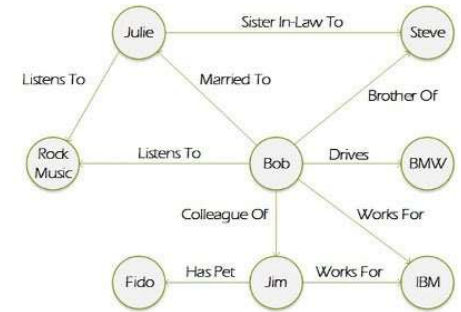 Sister In-Law To
Julie
Steve
Listens To
Married To
Brother Of
Rock
Music
Listens To
Bob
Drives
BMW
Colleague Of
Works For
Fido
Has Pet
Jim
Works For
IBM